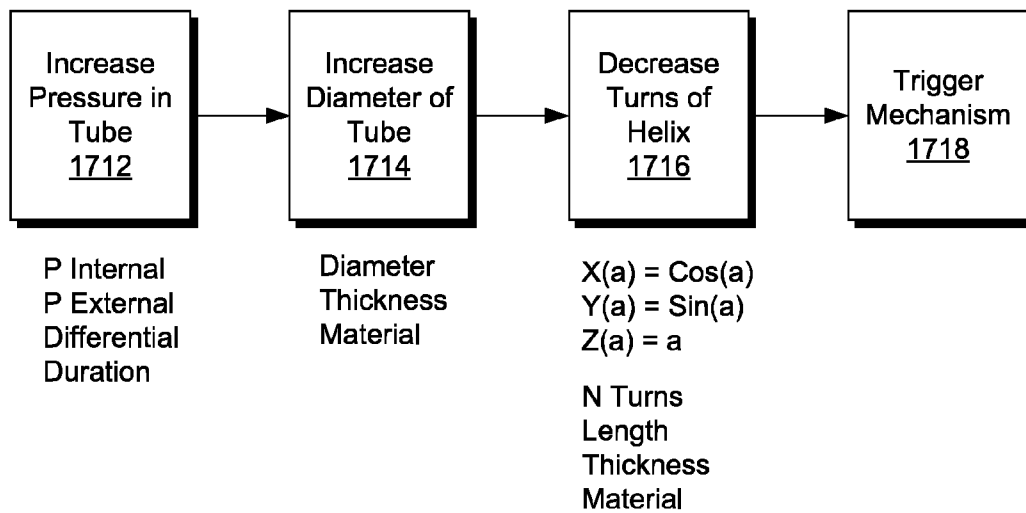 Increase
Pressure in
Tube
1712
Increase
Diameter of
Tube
1714
Decrease
Turns of
Helix
1716
Trigger
Mechanism
1718
P Internal
P External
Differential
Duration
Diameter
Thickness
Material
X(a) = Cos(a)
Y(a) = Sin(a)
Z(a) = a
N Turns
Length
Thickness
Material